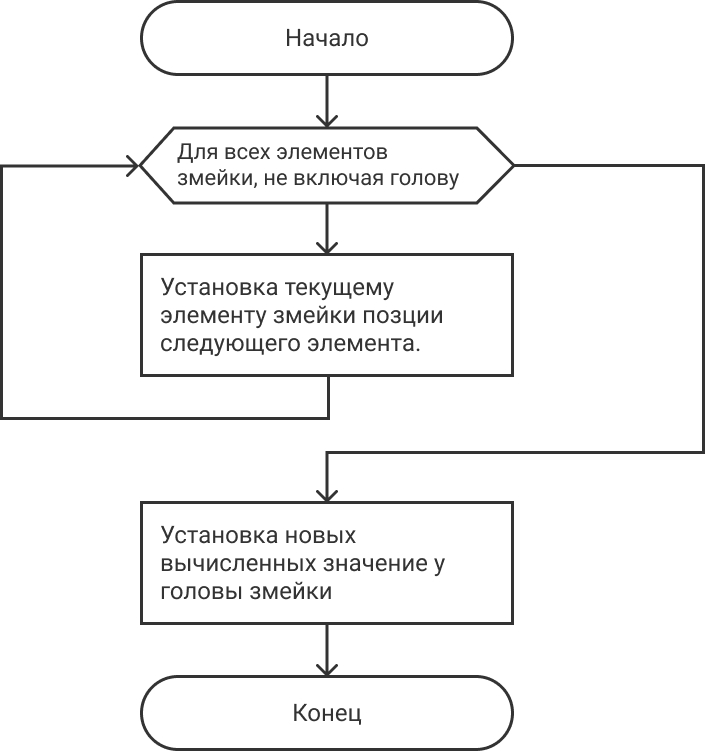 Начало
Для всех элементов
змейки, не включая голову
Установка текущему
элементу змейки позции
следующего элемента.
Установка новых
вычисленных значение у
головы змейки
Конец